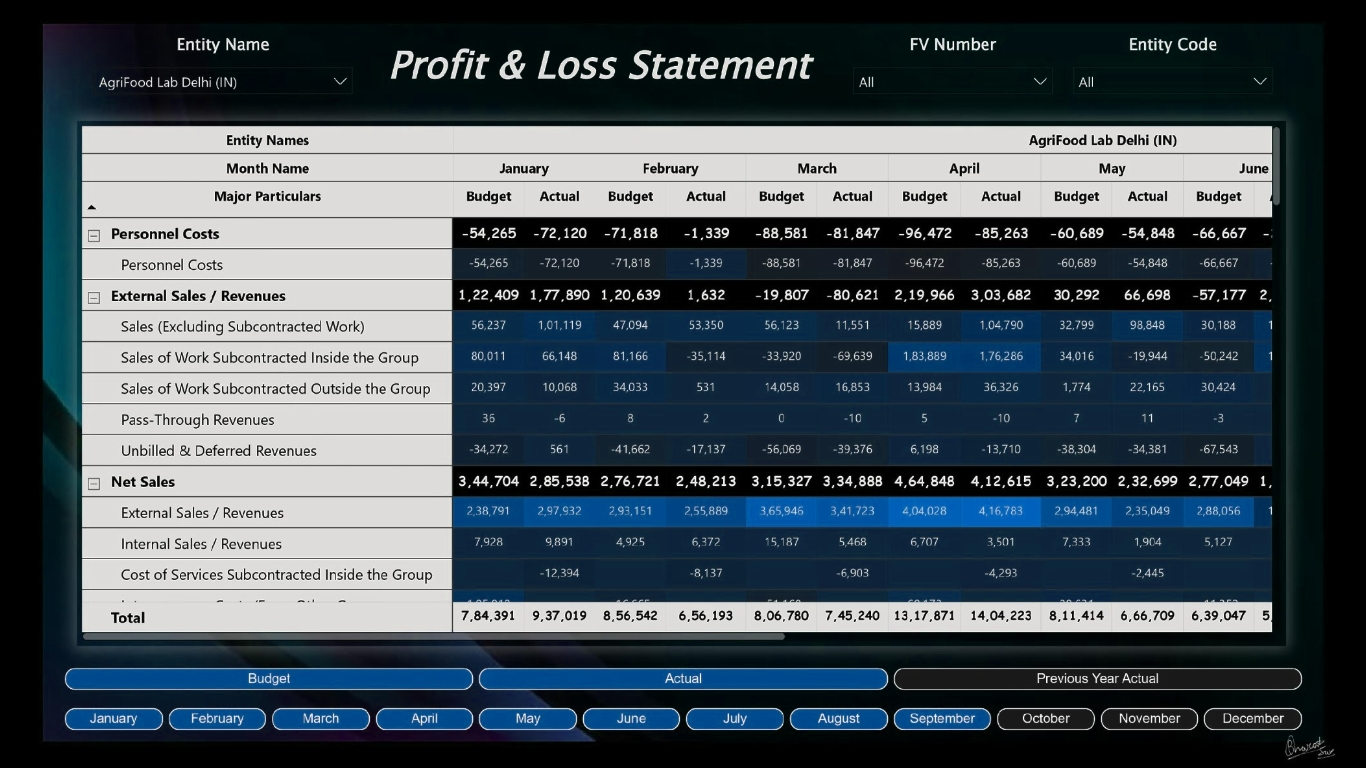 Entity Name
Profit & Loss Statement
FV Number
Entity Code
AgriFood Lab Delhi (IN)
All
All
Entity Names AgriFood Lab Delhi (IN)
Month Name January February March April May June
Major Particulars Budget Actual Budget Actual Budget Actual Budget Actual Budget Actual Budget
Personnel Costs -54,265 -72,120 -71,818 -1,339 -88,581 -81,847 -96,472 -85,263 -60,689 -54,848 -66,667
Personnel Costs -54,265 -72,120 -71,818 -1,339 -88,581 -81,847 -96,472 -85,263 -60,689 -54,848 -66,667
External Sales / Revenues 1,22,409 1,77,890 1,20,639 1,632 -19,807 -80,621 2,19,966 3,03,682 30,292 66,698 -57,177 2,
Sales (Excluding Subcontracted Work) 56,237 1,01,119 47,094 53,350 56,123 11,551 15,889 1,04,790 32,799 98,848 30,188 1
Sales of Work Subcontracted Inside the Group 80,011 66,148 81,166 -35,114 -33,920 -69,639 1,83,889 1,76,286 34,016 -19,944 -50,242 1
Sales of Work Subcontracted Outside the Group 20,397 10,068 34,033 531 14,058 16,853 13,984 36,326 1,774 22,165 30,424
Pass-Through Revenues 36 -6 8 2 0 -10 5 -10 7 11 -3
Unbilled & Deferred Revenues -34,272 561 -41,662 -17,137 -56,069 -39,376 6,198 -13,710 -38,304 -34,381 -67,543
Net Sales 3,44,704 2,85,538 2,76,721 2,48,213 3,15,327 3,34,888 4,64,848 4,12,615 3,23,200 2,32,699 2,77,049 1,
External Sales / Revenues 2,38,791 2,97,932 2,93,151 2,55,889 3,65,946 3,41,723 4,04,028 4,16,783 2,94,481 2,35,049 2,88,056 1
Internal Sales / Revenues 7,928 9,891 4,925 6,372 15,187 5,468 6,707 3,501 7,333 1,904 5,127
Cost of Services Subcontracted Inside the Group -12,394 -8,137 -6,903 -4,293 -2,445
Total 7,84,391 9,37,019 8,56,542 6,56,193 8,06,780 7,45,240 13,17,871 14,04,223 8,11,414 6,66,709 6,39,047 5,
Budget Actual Previous Year Actual
January February March April May June July August September October November December